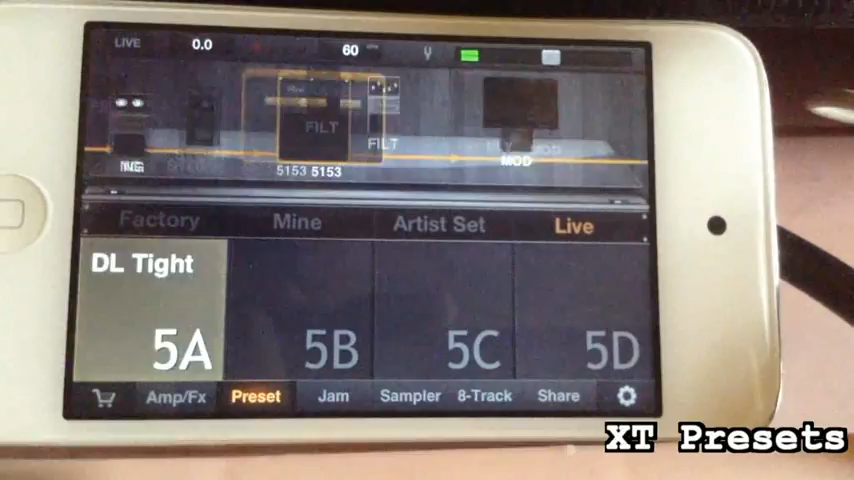 LIVE 0.0 60
FILT
FILT
MOD
5153 5153
Factory Mine Artist Set Live
DL Tight
5A 5B 5C 5D
Amp/Fx Preset Jam Sampler 8-Track Share
XT Presets